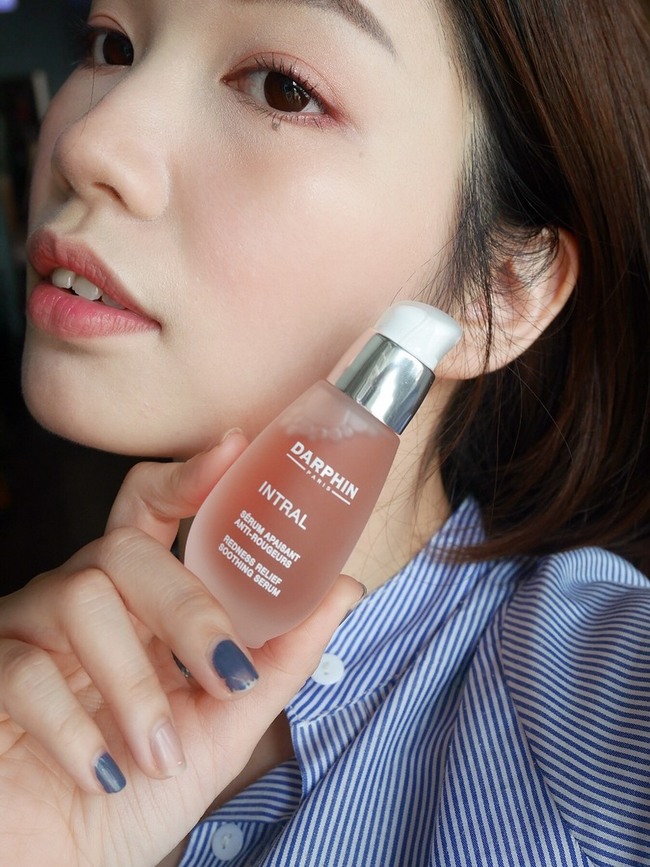 DARPHIN
PARIS
INTRAL
SÉRUM APAISANT
ANTI-ROUGEURS
REDNESS RELIEF
SOOTHING SERUM